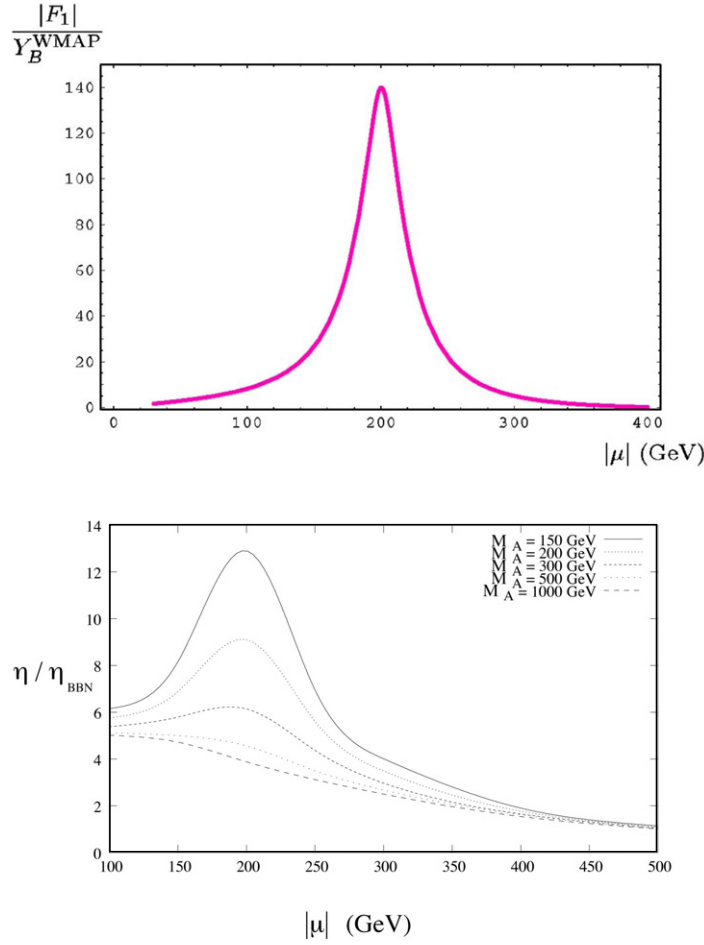 |F₁|
Y_B^WMAP
140
120
100
80
60
40
20
0
0 100 200 300 400
|μ| (GeV)
14
12
10
8
6
4
2
0
M_A = 150 GeV
M_A = 200 GeV
M_A = 300 GeV
M_A = 500 GeV
M_A = 1000 GeV
η / η_BBN
100 150 200 250 300 350 400 450 500
|μ| (GeV)